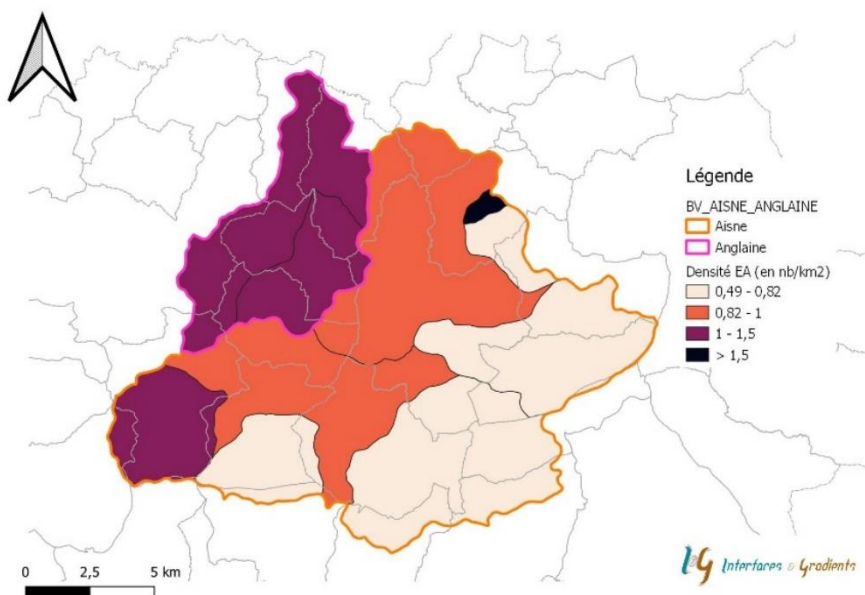 Légende
BV_AISNE_ANGLAINE
Aisne
Anglaine
Densité EA (en nb/km2)
0,49 - 0,82
0,82 - 1
1 - 1,5
> 1,5
0 2,5 5 km
I&G Interfaces & Gradients